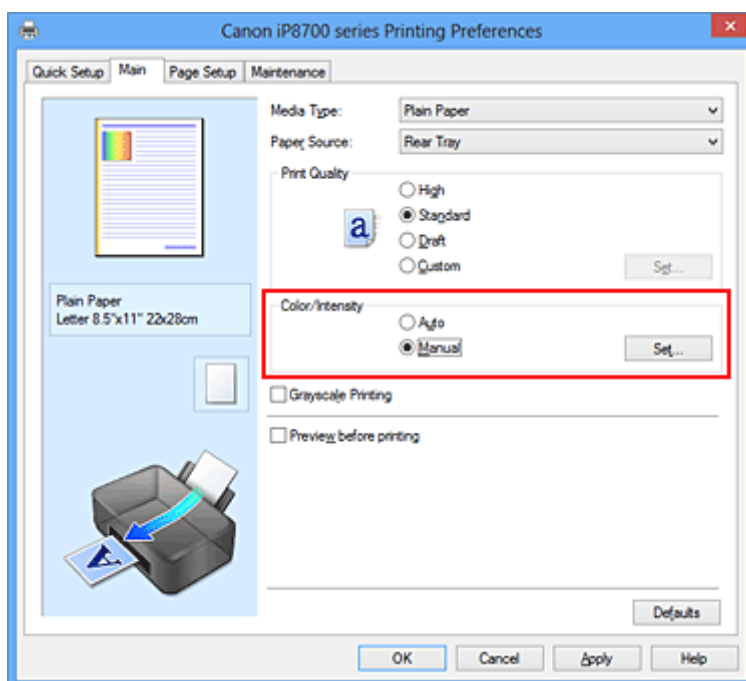 Canon iP8700 series Printing Preferences
Quick Setup Main Page Setup Maintenance
Media Type: Plain Paper
Paper Source: Rear Tray
Print Quality
High
a Standard
Draft
Custom Set...
Plain Paper
Letter 8.5"x11" 22x28cm
Color/Intensity
Auto
Manual Set...
Grayscale Printing
Preview before printing
A
Defaults
OK Cancel Apply Help